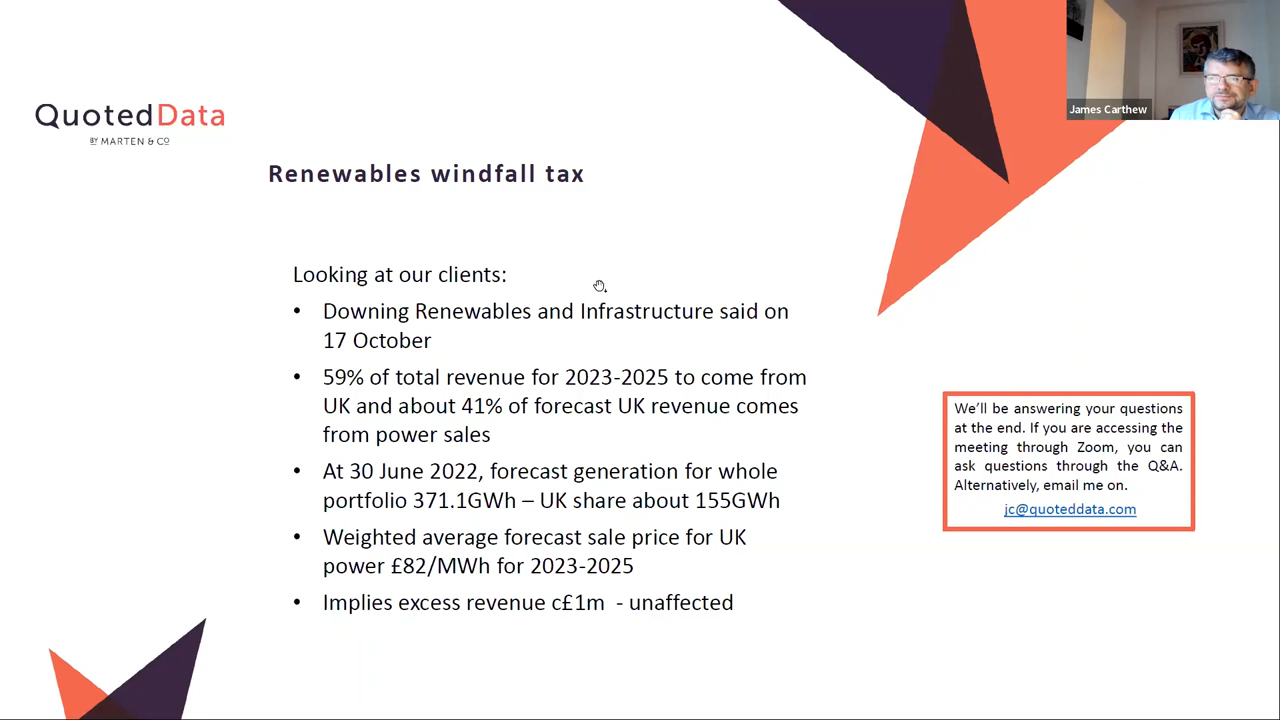 QuotedData
BY MARTEN & CO
James Carthew
Renewables windfall tax
Looking at our clients:
• Downing Renewables and Infrastructure said on
17 October
• 59% of total revenue for 2023-2025 to come from
UK and about 41% of forecast UK revenue comes
from power sales
• At 30 June 2022, forecast generation for whole
portfolio 371.1GWh – UK share about 155GWh
• Weighted average forecast sale price for UK
power £82/MWh for 2023-2025
• Implies excess revenue c£1m - unaffected
We’ll be answering your questions
at the end. If you are accessing the
meeting through Zoom, you can
ask questions through the Q&A.
Alternatively, email me on.
jc@quoteddata.com